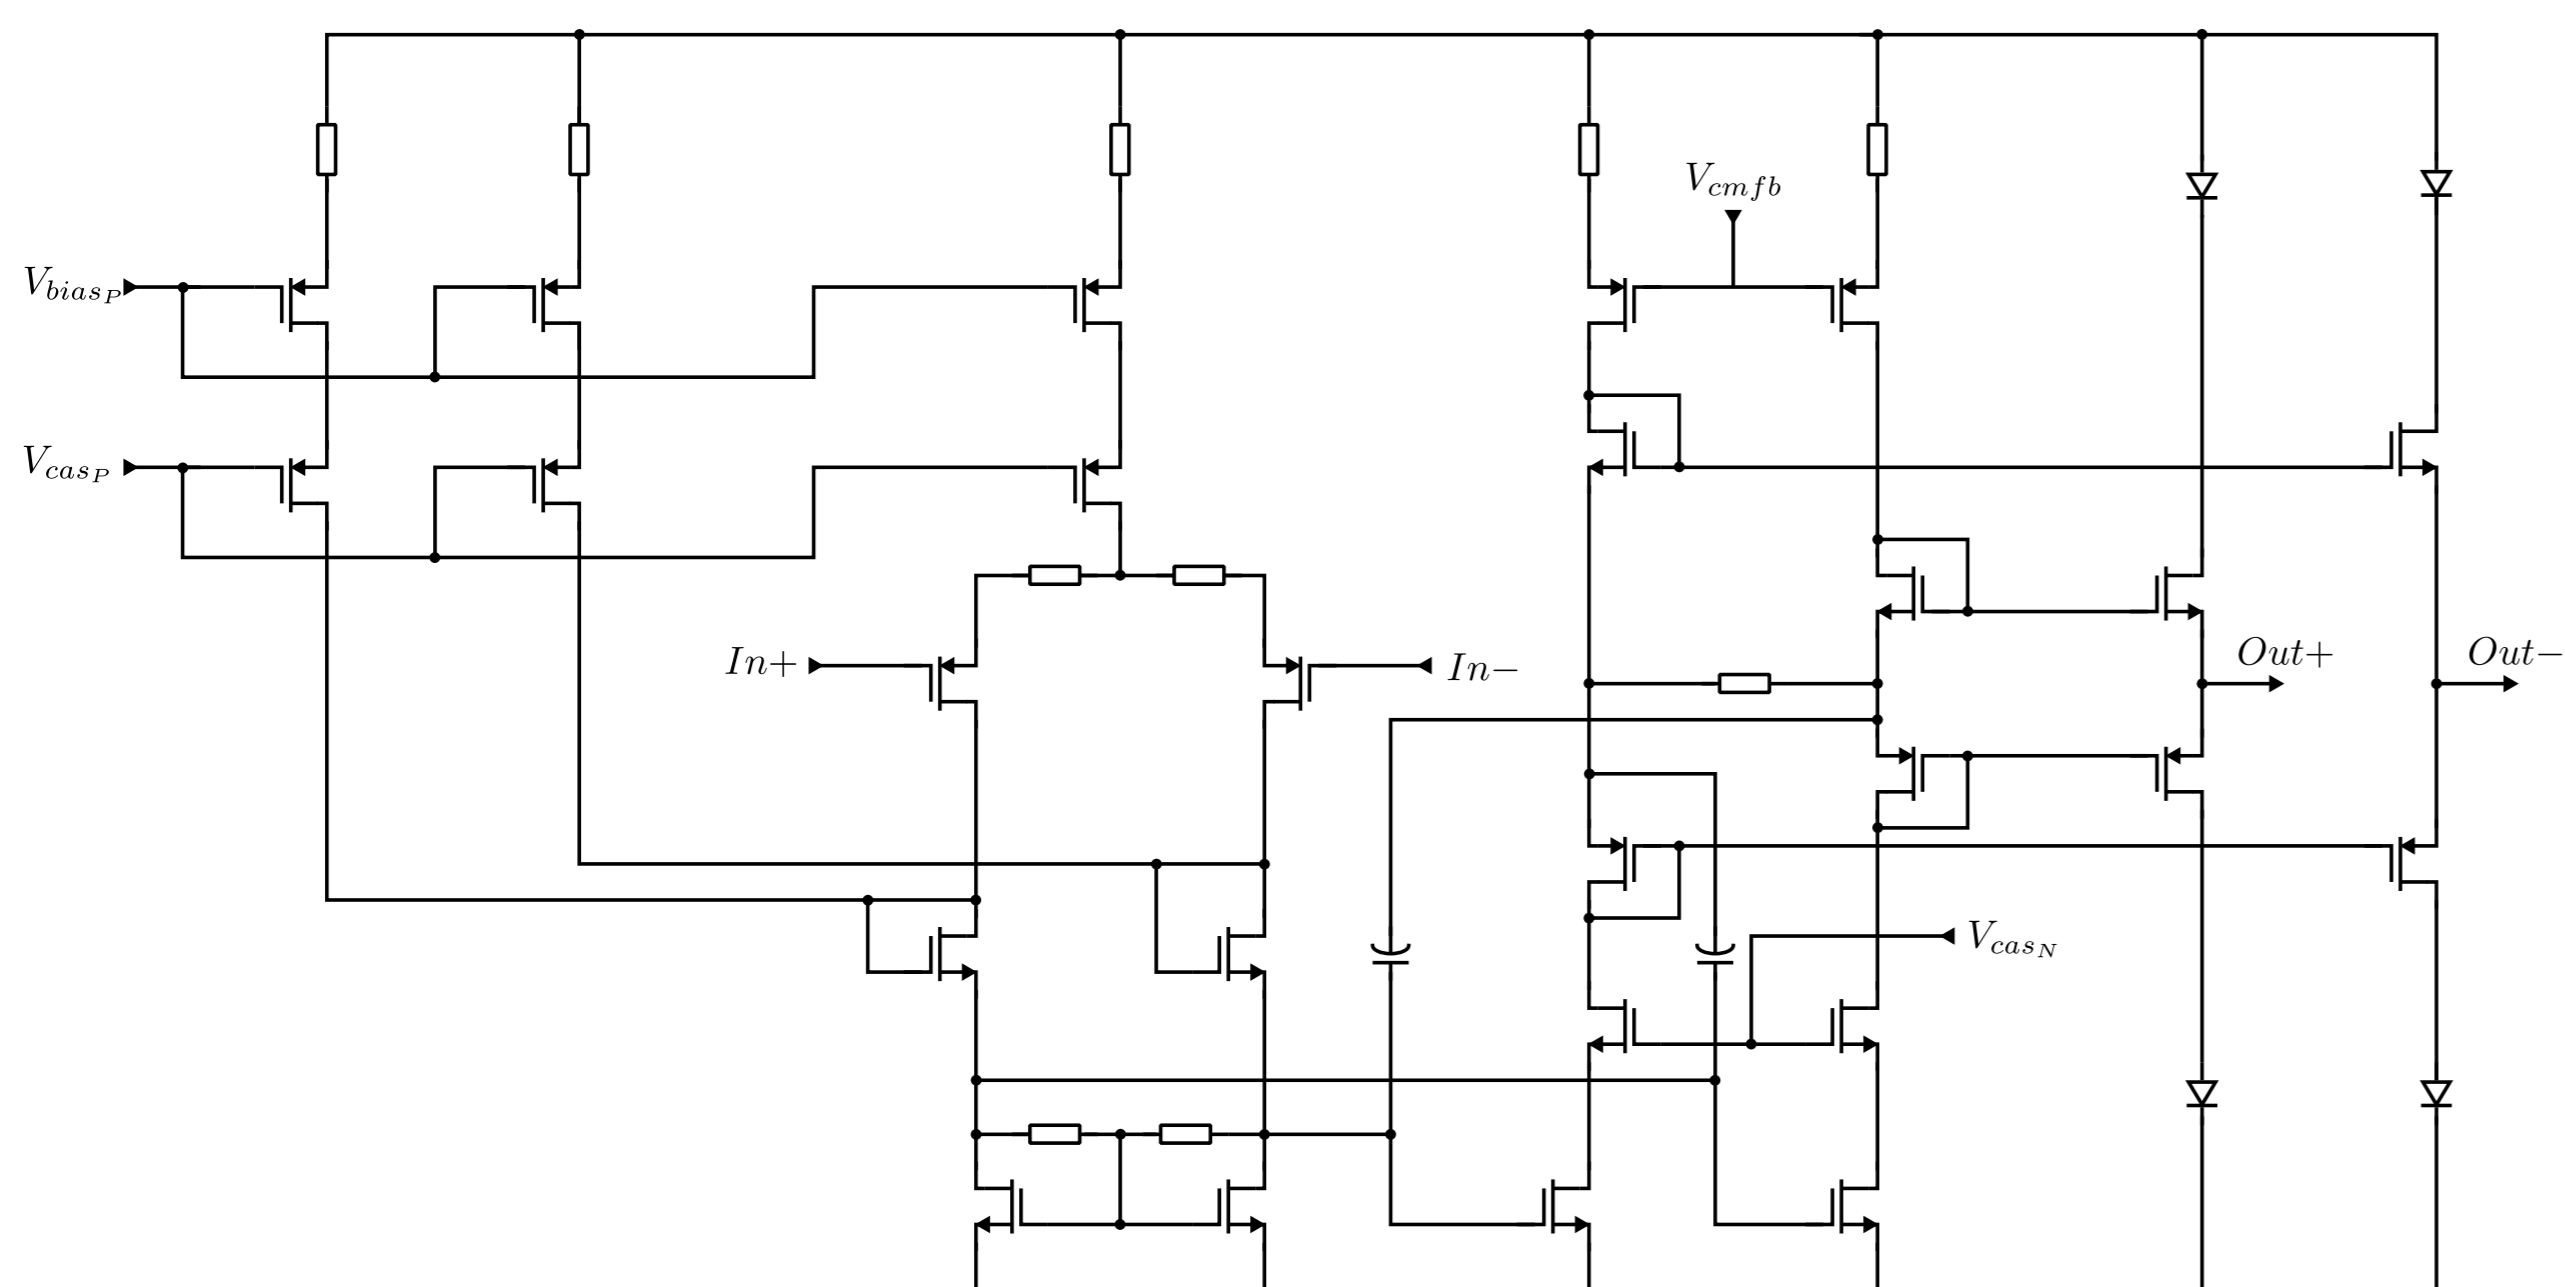 V_{cmfb}
V_{bias_P}
V_{cas_P}
In+
In−
Out+
Out−
V_{cas_N}